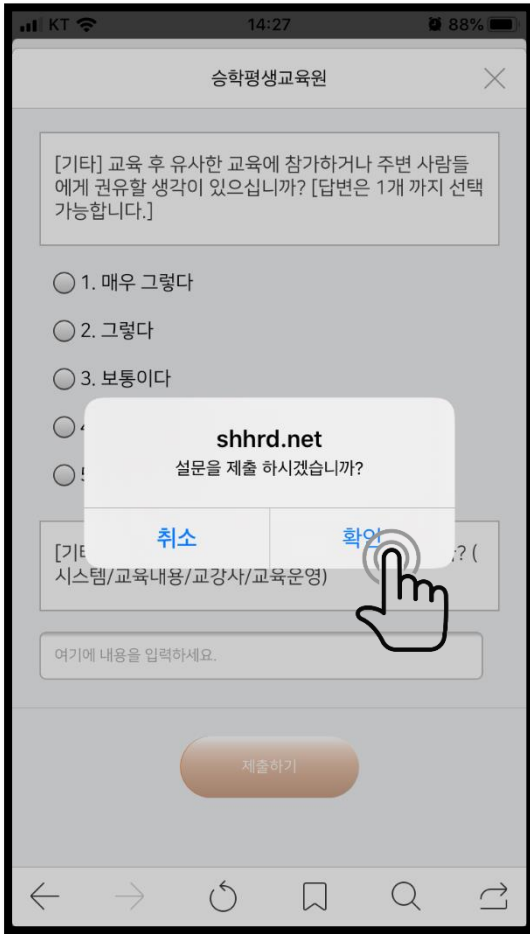 KT 14:27 88%
승학평생교육원
[기타] 교육 후 유사한 교육에 참가하거나 주변 사람들
에게 권유할 생각이 있으십니까? [답변은 1개 까지 선택
가능합니다.]
1. 매우 그렇다
2. 그렇다
3. 보통이다
shhrd.net
설문을 제출 하시겠습니까?
취소 확인
? (
시스템/교육내용/교강사/교육운영)
여기에 내용을 입력하세요.
제출하기